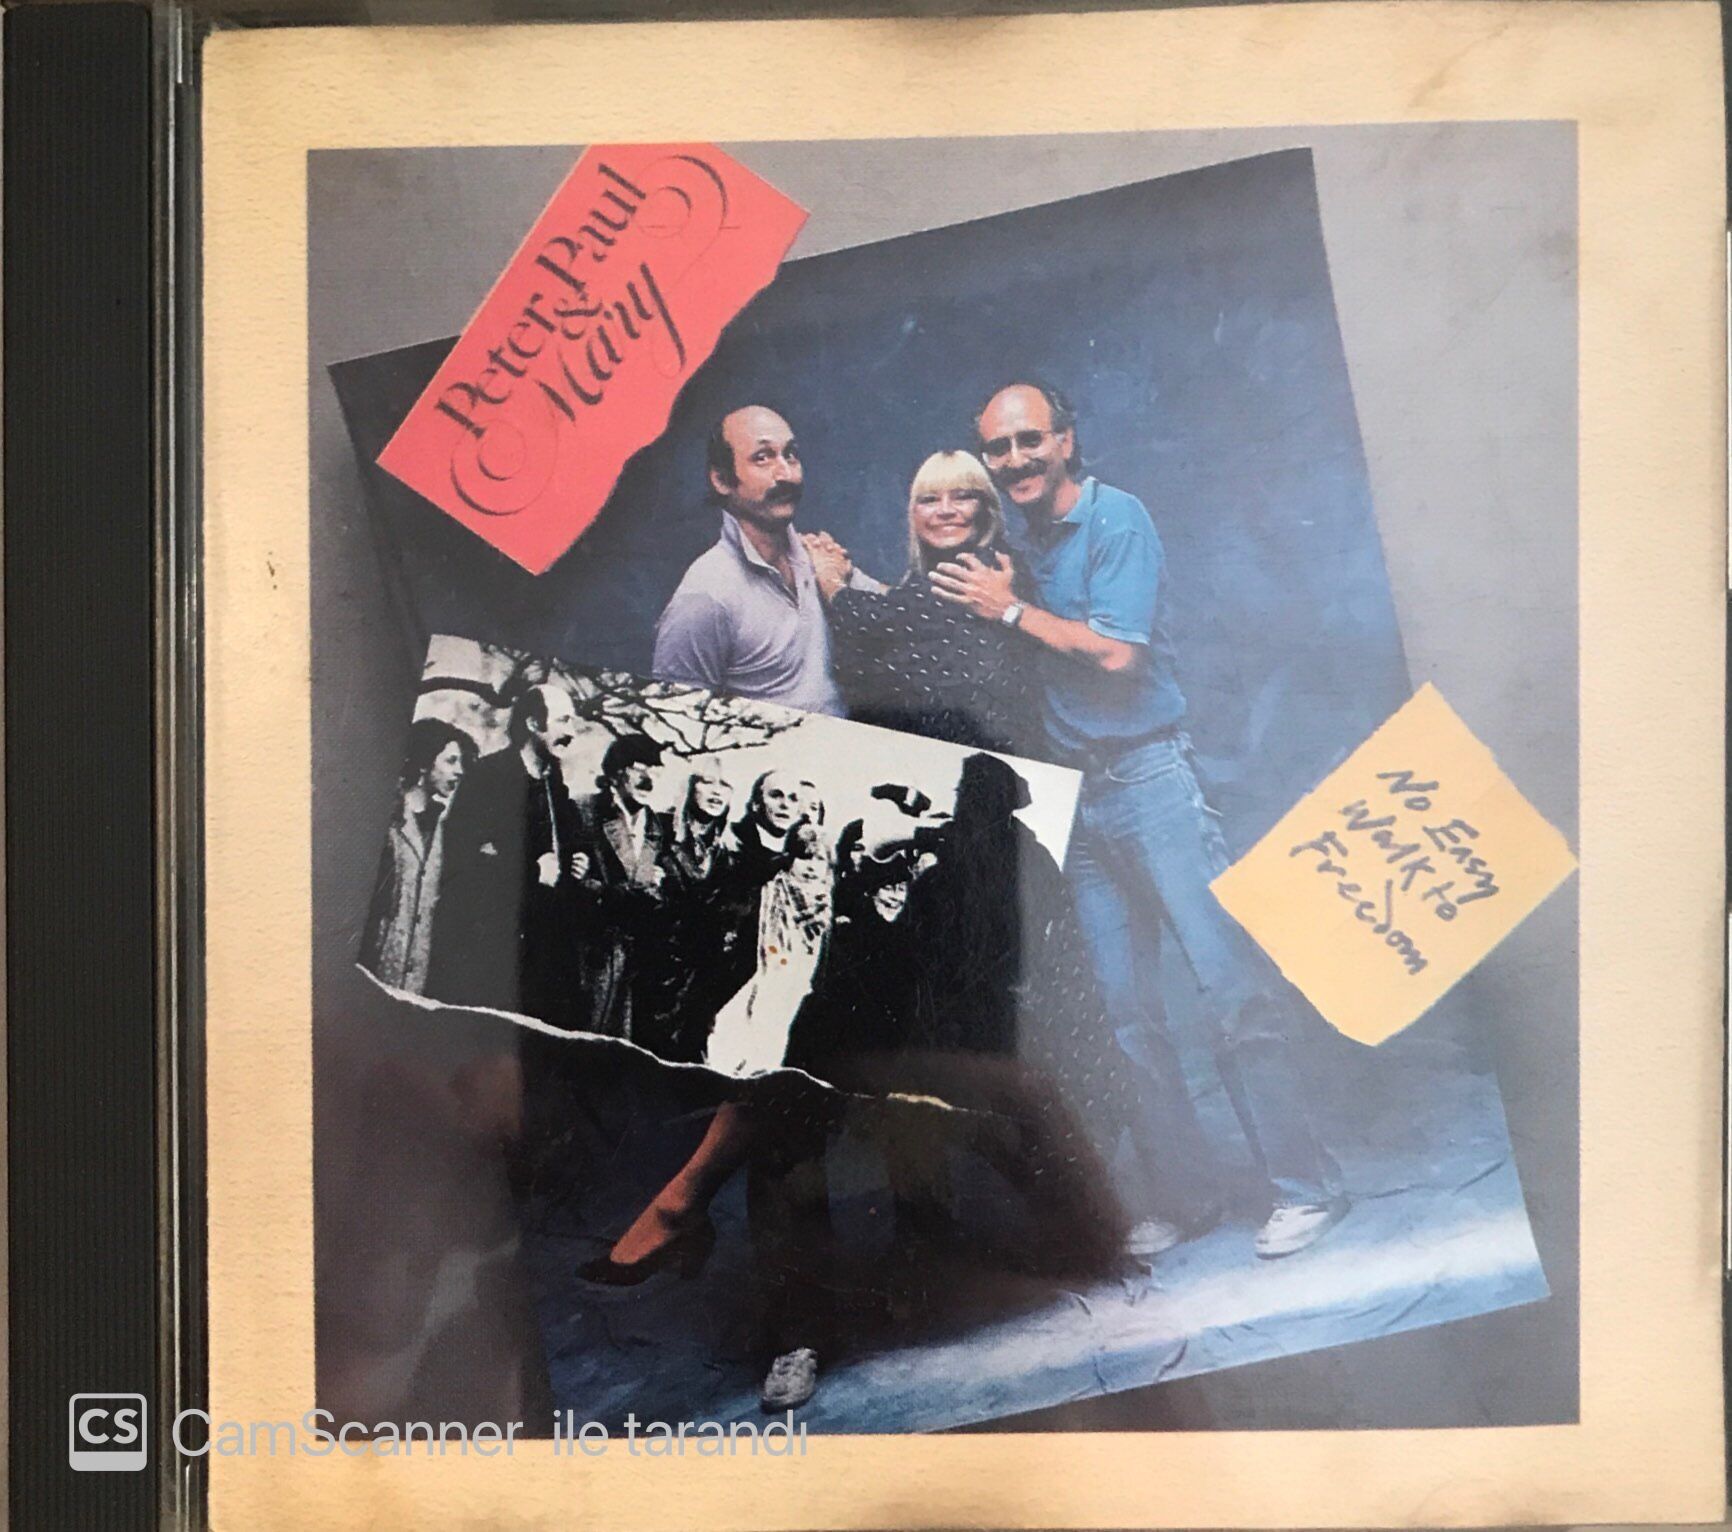 Peter & Paul
Mary
No Easy
Walk to
Freedom
CS CamScanner ile tarandı